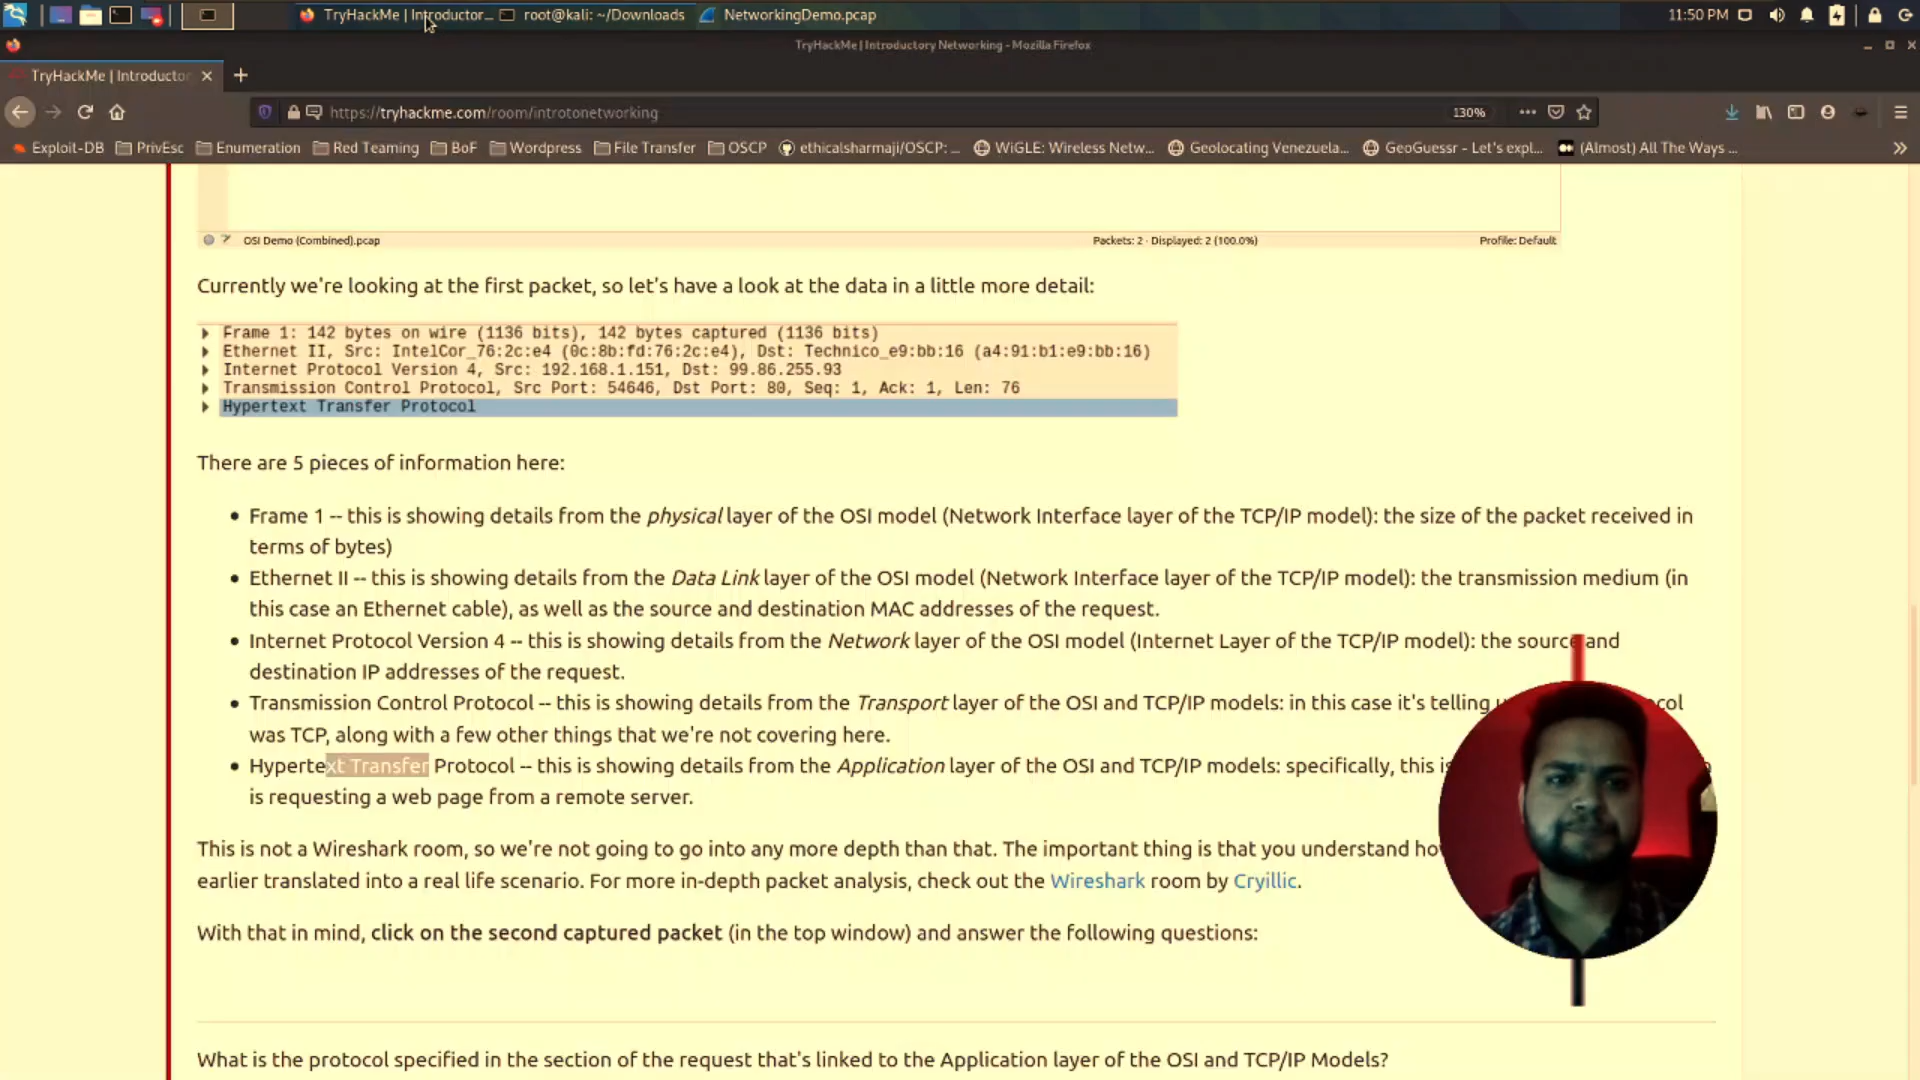 TryHackMe | Introductor...
root@kali: ~/Downloads
NetworkingDemo.pcap
11:50 PM
TryHackMe | Introductory Networking - Mozilla Firefox
TryHackMe | Introductor
https://tryhackme.com/room/introtonetworking
130%
Exploit-DB
PrivEsc
Enumeration
Red Teaming
BoF
Wordpress
File Transfer
OSCP
ethicalsharmaji/OSCP: ...
WiGLE: Wireless Netw...
Geolocating Venezuela...
GeoGuessr - Let's expl...
(Almost) All The Ways ...
OSI Demo (Combined).pcap
Packets: 2 · Displayed: 2 (100.0%)
Profile: Default
Currently we're looking at the first packet, so let's have a look at the data in a little more detail:
Frame 1: 142 bytes on wire (1136 bits), 142 bytes captured (1136 bits)
Ethernet II, Src: IntelCor_76:2c:e4 (0c:8b:fd:76:2c:e4), Dst: Technico_e9:bb:16 (a4:91:b1:e9:bb:16)
Internet Protocol Version 4, Src: 192.168.1.151, Dst: 99.86.255.93
Transmission Control Protocol, Src Port: 54646, Dst Port: 80, Seq: 1, Ack: 1, Len: 76
Hypertext Transfer Protocol
There are 5 pieces of information here:
Frame 1 -- this is showing details from the physical layer of the OSI model (Network Interface layer of the TCP/IP model): the size of the packet received in
terms of bytes)
Ethernet II -- this is showing details from the Data Link layer of the OSI model (Network Interface layer of the TCP/IP model): the transmission medium (in
this case an Ethernet cable), as well as the source and destination MAC addresses of the request.
Internet Protocol Version 4 -- this is showing details from the Network layer of the OSI model (Internet Layer of the TCP/IP model): the source and
destination IP addresses of the request.
Transmission Control Protocol -- this is showing details from the Transport layer of the OSI and TCP/IP models: in this case it's telling
was TCP, along with a few other things that we're not covering here.
Hypertext Transfer Protocol -- this is showing details from the Application layer of the OSI and TCP/IP models: specifically, this
is requesting a web page from a remote server.
This is not a Wireshark room, so we're not going to go into any more depth than that. The important thing is that you understand
earlier translated into a real life scenario. For more in-depth packet analysis, check out the Wireshark room by Cryillic.
With that in mind, click on the second captured packet (in the top window) and answer the following questions:
What is the protocol specified in the section of the request that's linked to the Application layer of the OSI and TCP/IP Models?